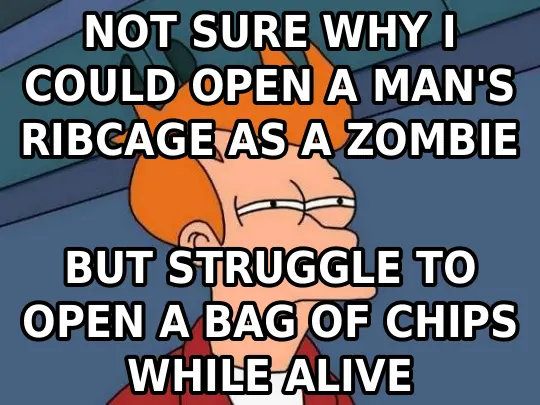 NOT SURE WHY I
COULD OPEN A MAN'S
RIBCAGE AS A ZOMBIE
BUT STRUGGLE TO
OPEN A BAG OF CHIPS
WHILE ALIVE